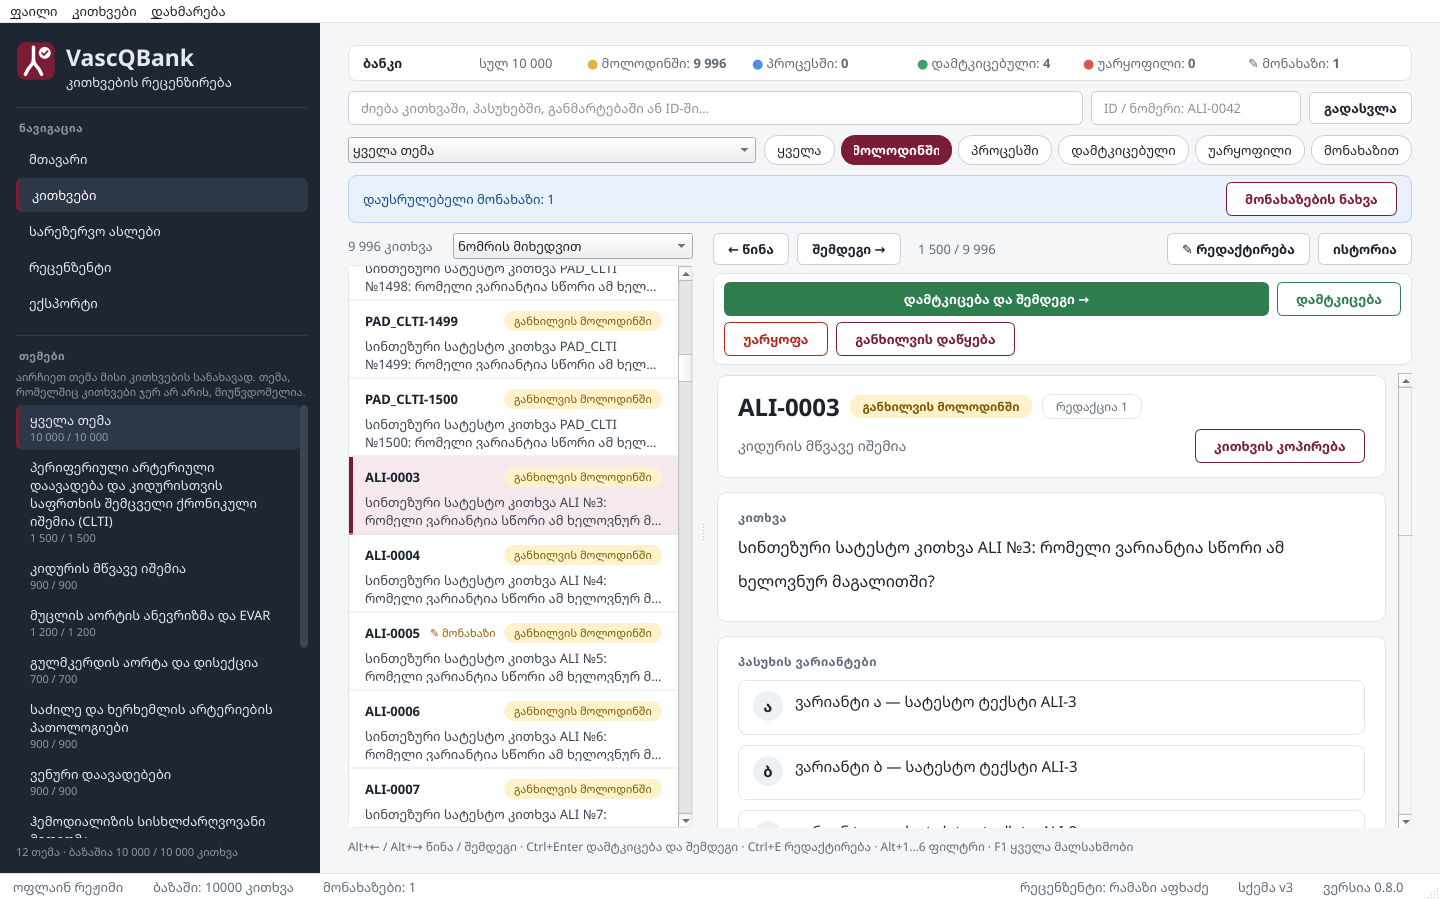 ფაილი კითხვები დახმარება
VascQBank
კითხვების რეცენზირება
ნავიგაცია
მთავარი
კითხვები
სარეზერვო ასლები
რეცენზენტი
ექსპორტი
თემები
აირჩიეთ თემა მისი კითხვების სანახავად. თემა,
რომელშიც კითხვები ჯერ არ არის, მიუწვდომელია.
ყველა თემა
10 000 / 10 000
პერიფერიული არტერიული
დაავადება და კიდურისთვის
საფრთხის შემცველი ქრონიკული
იშემია (CLTI)
1 500 / 1 500
კიდურის მწვავე იშემია
900 / 900
მუცლის აორტის ანევრიზმა და EVAR
1 200 / 1 200
გულმკერდის აორტა და დისექცია
700 / 700
საძილე და ხერხემლის არტერიების
პათოლოგიები
900 / 900
ვენური დაავადებები
900 / 900
ჰემოდიალიზის სისხლძარღვოვანი
12 თემა · ბაზაშია 10 000 / 10 000 კითხვა
ბანკი სულ 10 000 მოლოდინში: 9 996 პროცესში: 0 დამტკიცებული: 4 უარყოფილი: 0 ✎ მონახაზი: 1
ძიება კითხვაში, პასუხებში, განმარტებაში ან ID-ში… ID / ნომერი: ALI-0042 გადასვლა
ყველა თემა ყველა მოლოდინში პროცესში დამტკიცებული უარყოფილი მონახაზით
დაუსრულებელი მონახაზი: 1 მონახაზების ნახვა
9 996 კითხვა ნომრის მიხედვით
სინთეზური სატესტო კითხვა PAD_CLTI
№1498: რომელი ვარიანტია სწორი ამ ხელ…
PAD_CLTI-1499 განხილვის მოლოდინში
სინთეზური სატესტო კითხვა PAD_CLTI
№1499: რომელი ვარიანტია სწორი ამ ხელ…
PAD_CLTI-1500 განხილვის მოლოდინში
სინთეზური სატესტო კითხვა PAD_CLTI
№1500: რომელი ვარიანტია სწორი ამ ხელ…
ALI-0003 განხილვის მოლოდინში
სინთეზური სატესტო კითხვა ALI №3:
რომელი ვარიანტია სწორი ამ ხელოვნურ მ…
ALI-0004 განხილვის მოლოდინში
სინთეზური სატესტო კითხვა ALI №4:
რომელი ვარიანტია სწორი ამ ხელოვნურ მ…
ALI-0005 ✎ მონახაზი განხილვის მოლოდინში
სინთეზური სატესტო კითხვა ALI №5:
რომელი ვარიანტია სწორი ამ ხელოვნურ მ…
ALI-0006 განხილვის მოლოდინში
სინთეზური სატესტო კითხვა ALI №6:
რომელი ვარიანტია სწორი ამ ხელოვნურ მ…
ALI-0007 განხილვის მოლოდინში
სინთეზური სატესტო კითხვა ALI №7:
← წინა შემდეგი → 1 500 / 9 996 ✎ რედაქტირება ისტორია
დამტკიცება და შემდეგი → დამტკიცება
უარყოფა განხილვის დაწყება
ALI-0003 განხილვის მოლოდინში რედაქცია 1
კიდურის მწვავე იშემია კითხვის კოპირება
კითხვა
სინთეზური სატესტო კითხვა ALI №3: რომელი ვარიანტია სწორი ამ
ხელოვნურ მაგალითში?
პასუხის ვარიანტები
ა ვარიანტი ა — სატესტო ტექსტი ALI-3
ბ ვარიანტი ბ — სატესტო ტექსტი ALI-3
Alt+← / Alt+→ წინა / შემდეგი · Ctrl+Enter დამტკიცება და შემდეგი · Ctrl+E რედაქტირება · Alt+1…6 ფილტრი · F1 ყველა მალსახმობი
ოფლაინ რეჟიმი ბაზაში: 10000 კითხვა მონახაზები: 1 რეცენზენტი: რამაზი აფხაძე სქემა v3 ვერსია 0.8.0